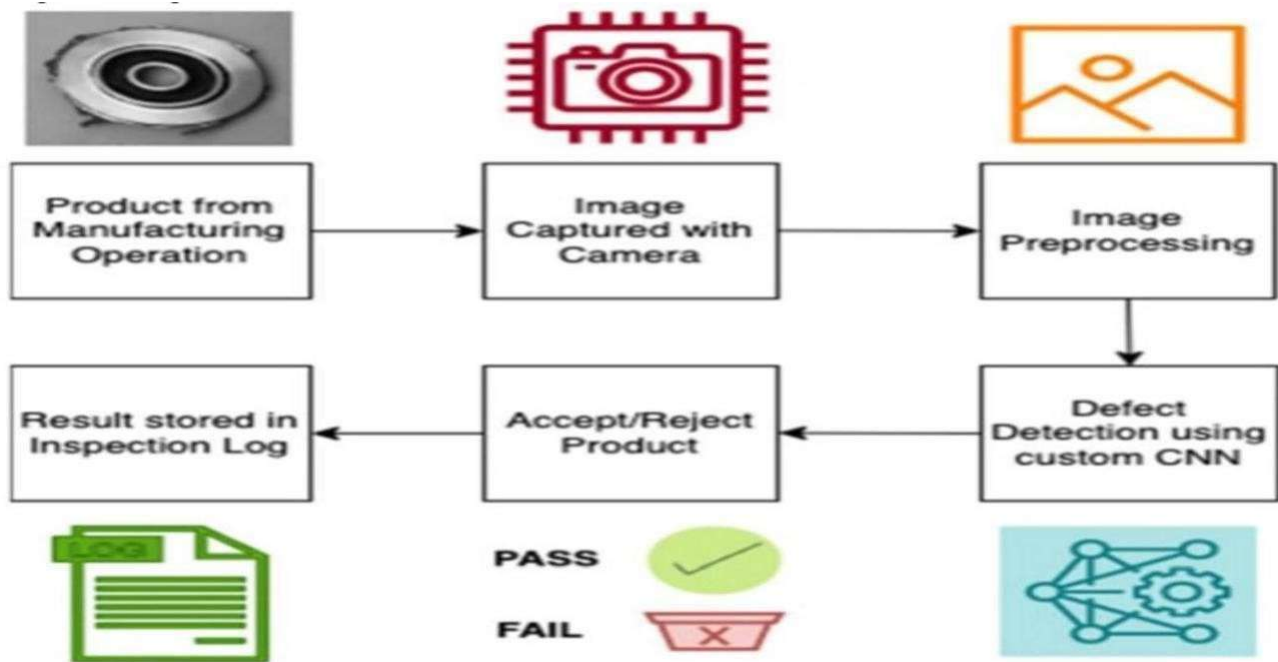 Product from
Manufacturing
Operation
Image
Captured with
Camera
Image
Preprocessing
Result stored in
Inspection Log
Accept/Reject
Product
Defect
Detection using
custom CNN
LOG
PASS
FAIL